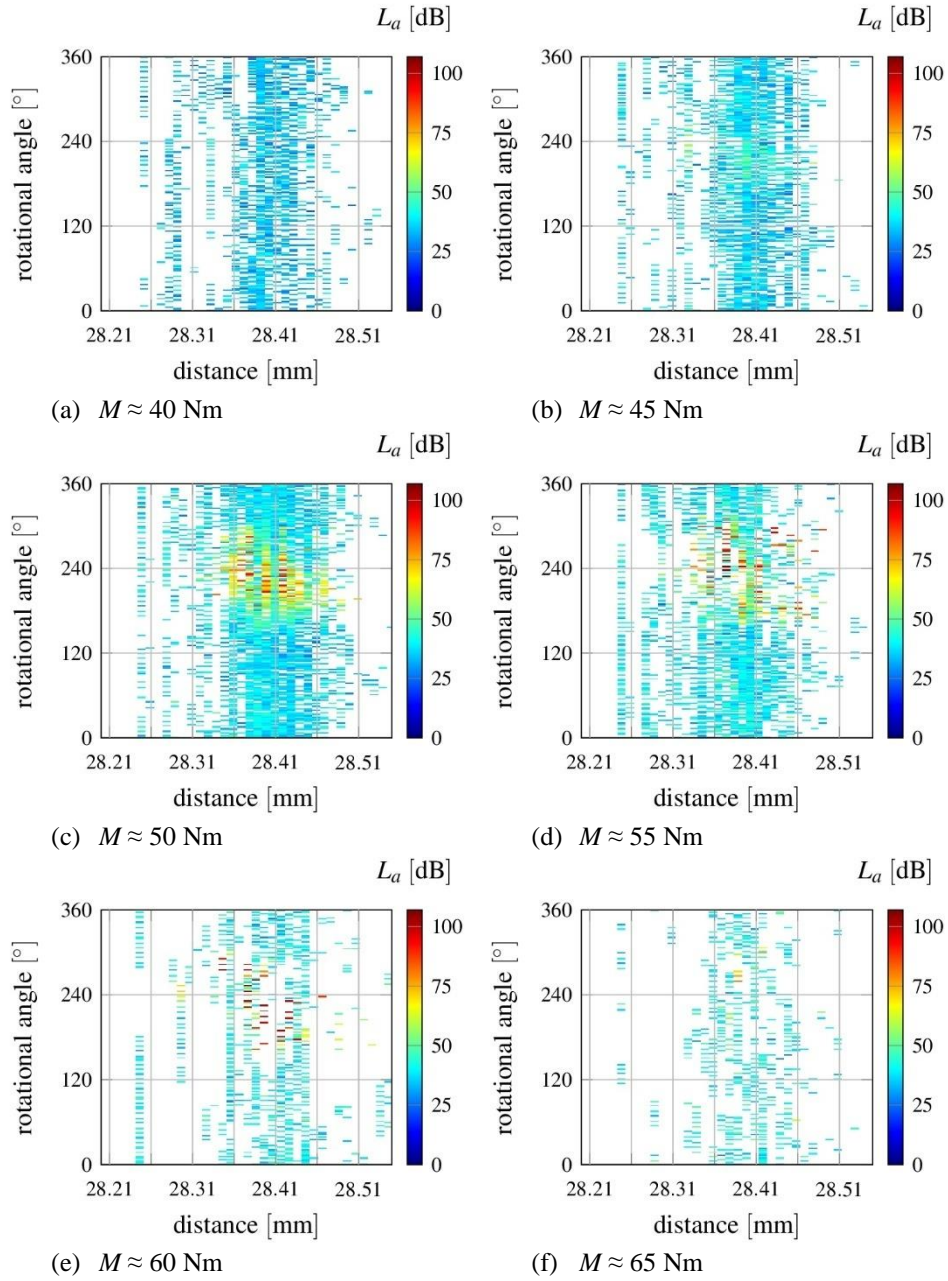 L_a [dB]
L_a [dB]
rotational angle [°]
360
240
120
0
28.21 28.31 28.41 28.51
distance [mm]
100
75
50
25
0
rotational angle [°]
360
240
120
0
28.21 28.31 28.41 28.51
distance [mm]
100
75
50
25
0
(a) M ≈ 40 Nm
(b) M ≈ 45 Nm
L_a [dB]
L_a [dB]
rotational angle [°]
360
240
120
0
28.21 28.31 28.41 28.51
distance [mm]
100
75
50
25
0
rotational angle [°]
360
240
120
0
28.21 28.31 28.41 28.51
distance [mm]
100
75
50
25
0
(c) M ≈ 50 Nm
(d) M ≈ 55 Nm
L_a [dB]
L_a [dB]
rotational angle [°]
360
240
120
0
28.21 28.31 28.41 28.51
distance [mm]
100
75
50
25
0
rotational angle [°]
360
240
120
0
28.21 28.31 28.41 28.51
distance [mm]
100
75
50
25
0
(e) M ≈ 60 Nm
(f) M ≈ 65 Nm